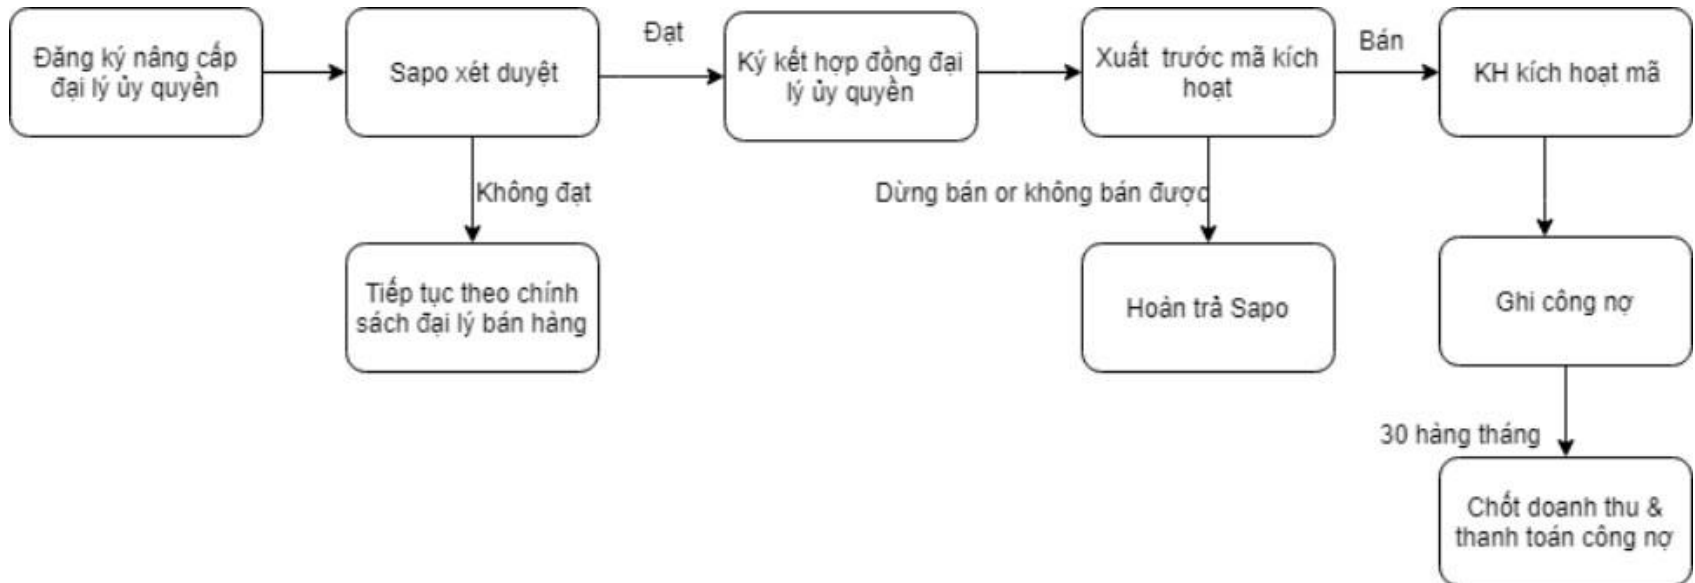 Đăng ký nâng cấp
đại lý ủy quyền
Sapo xét duyệt
Đạt
Ký kết hợp đồng đại
lý ủy quyền
Xuất trước mã kích
hoạt
Bán
KH kích hoạt mã
Không đạt
Dừng bán or không bán được
Tiếp tục theo chính
sách đại lý bán hàng
Hoàn trả Sapo
Ghi công nợ
30 hàng tháng
Chốt doanh thu &
thanh toán công nợ